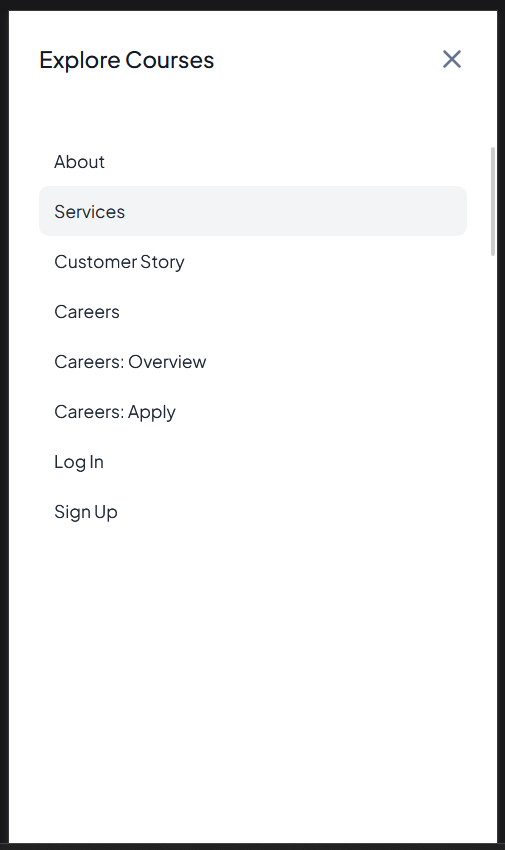 Explore Courses
About
Services
Customer Story
Careers
Careers: Overview
Careers: Apply
Log In
Sign Up